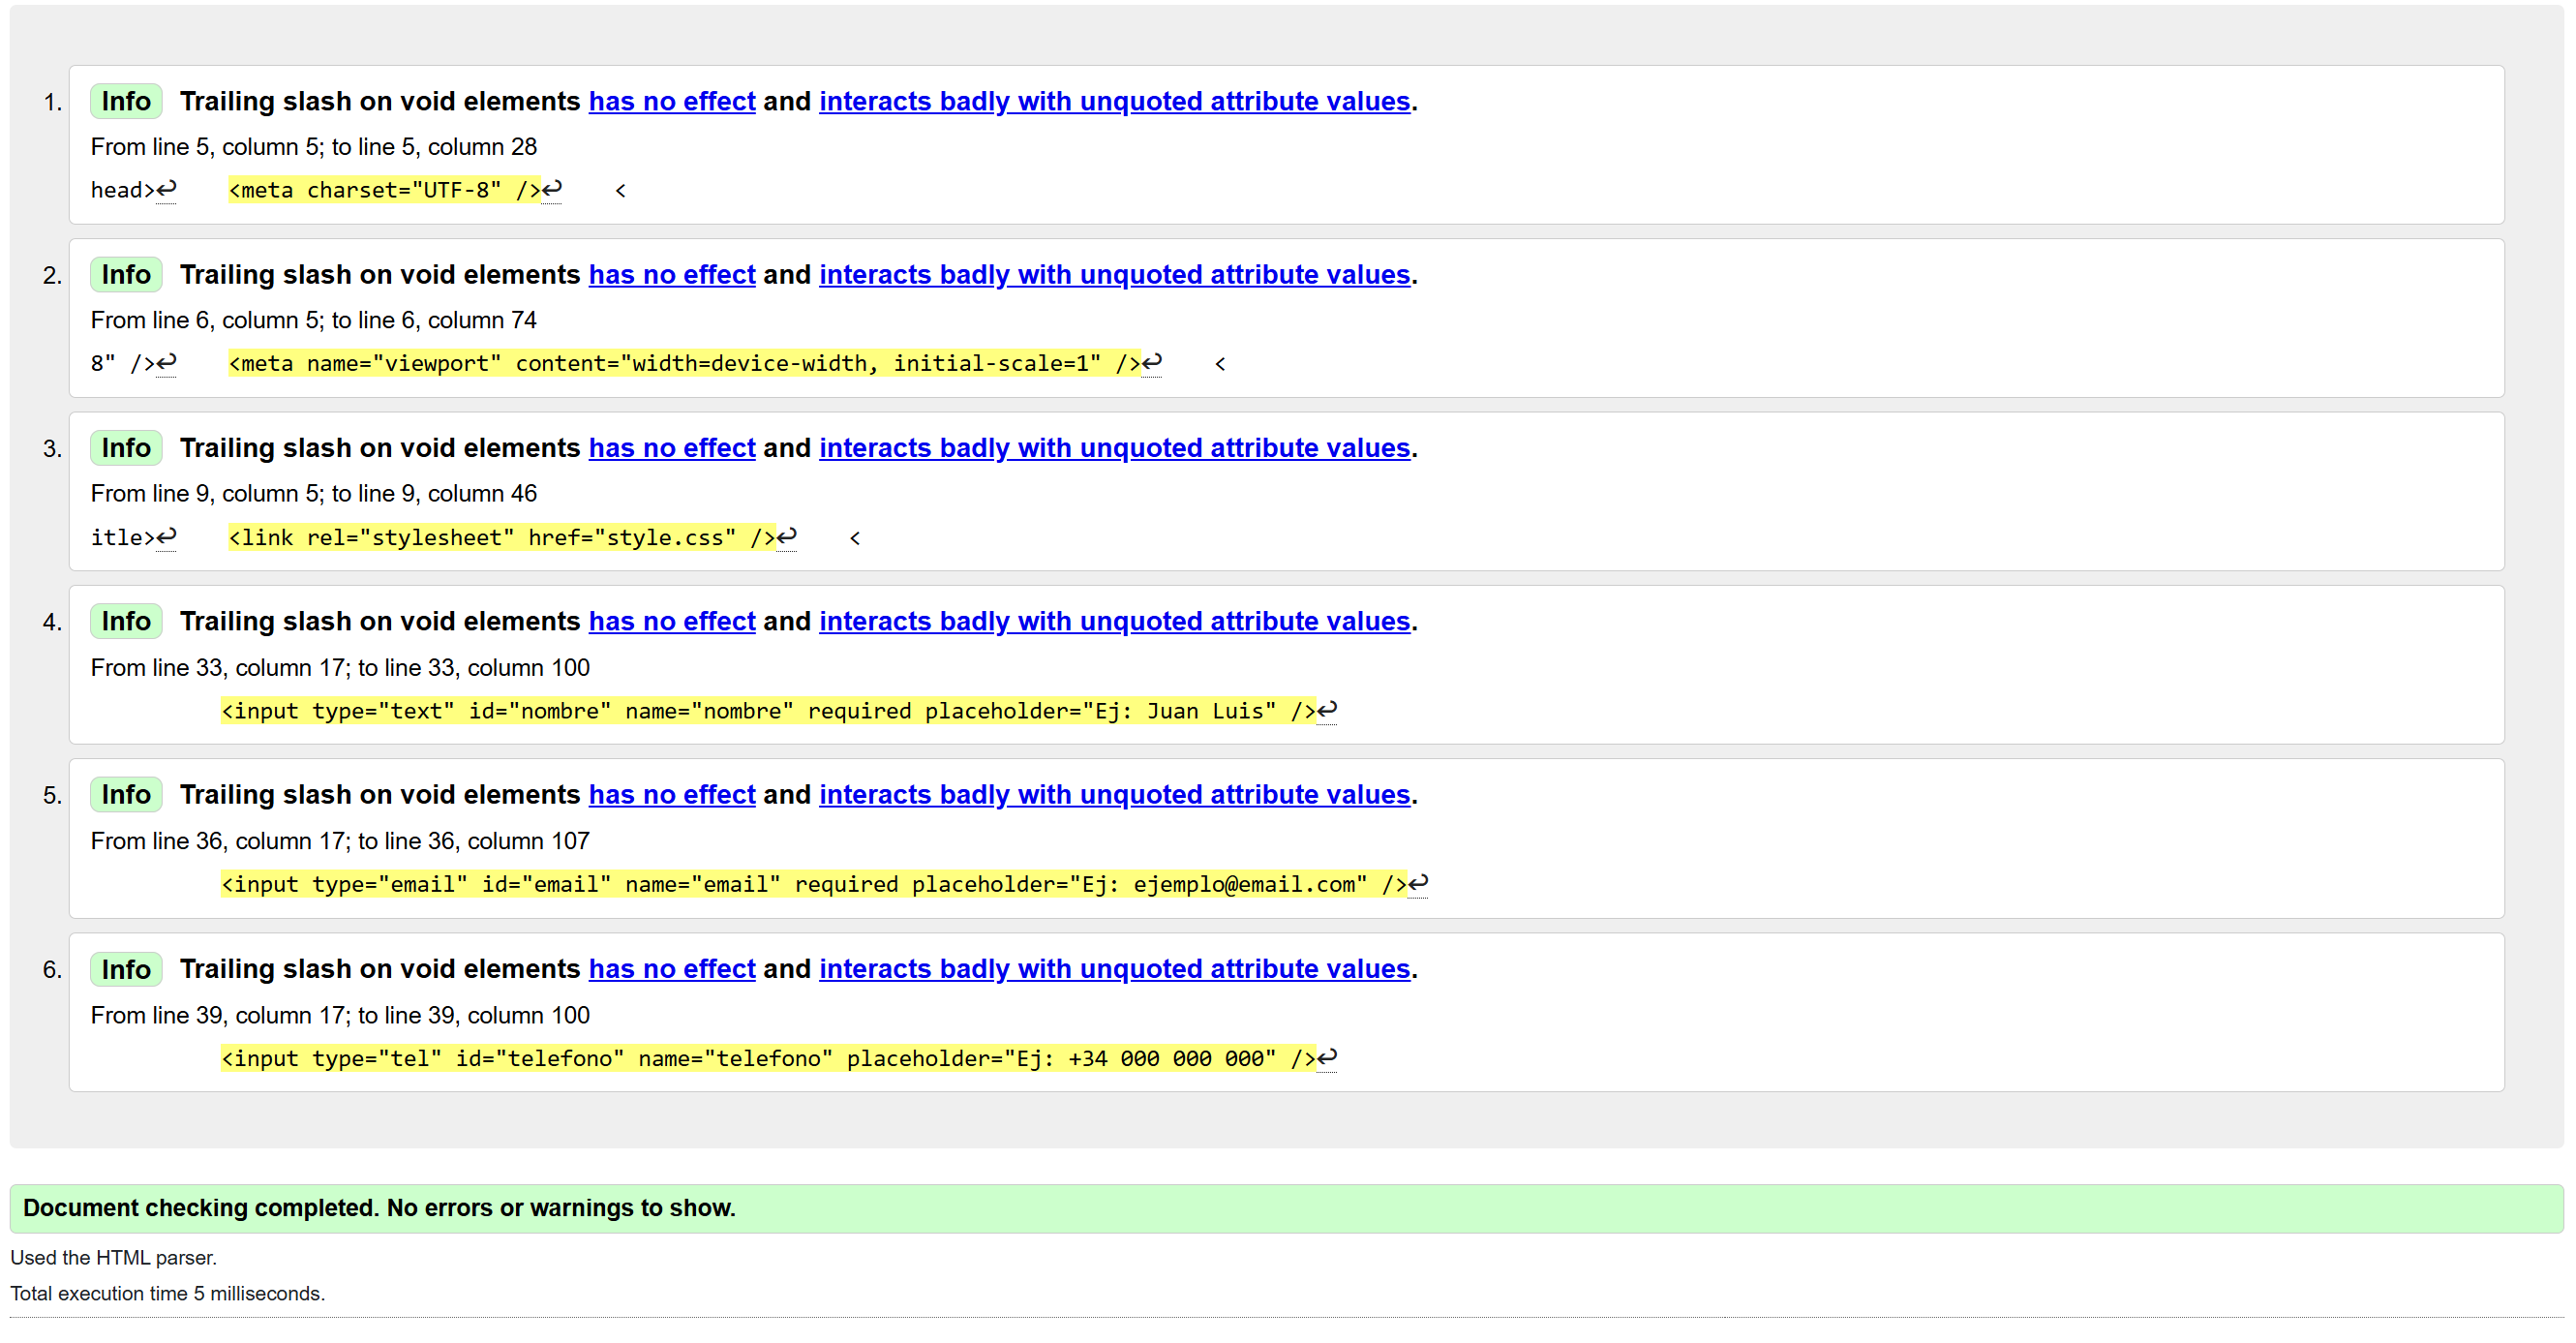 1. Info Trailing slash on void elements has no effect and interacts badly with unquoted attribute values.
From line 5, column 5; to line 5, column 28
head>↩    <meta charset="UTF-8" />↩    <
2. Info Trailing slash on void elements has no effect and interacts badly with unquoted attribute values.
From line 6, column 5; to line 6, column 74
8" />↩    <meta name="viewport" content="width=device-width, initial-scale=1" />↩    <
3. Info Trailing slash on void elements has no effect and interacts badly with unquoted attribute values.
From line 9, column 5; to line 9, column 46
itle>↩    <link rel="stylesheet" href="style.css" />↩    <
4. Info Trailing slash on void elements has no effect and interacts badly with unquoted attribute values.
From line 33, column 17; to line 33, column 100
<input type="text" id="nombre" name="nombre" required placeholder="Ej: Juan Luis" />↩
5. Info Trailing slash on void elements has no effect and interacts badly with unquoted attribute values.
From line 36, column 17; to line 36, column 107
<input type="email" id="email" name="email" required placeholder="Ej: ejemplo@email.com" />↩
6. Info Trailing slash on void elements has no effect and interacts badly with unquoted attribute values.
From line 39, column 17; to line 39, column 100
<input type="tel" id="telefono" name="telefono" placeholder="Ej: +34 000 000 000" />↩
Document checking completed. No errors or warnings to show.
Used the HTML parser.
Total execution time 5 milliseconds.